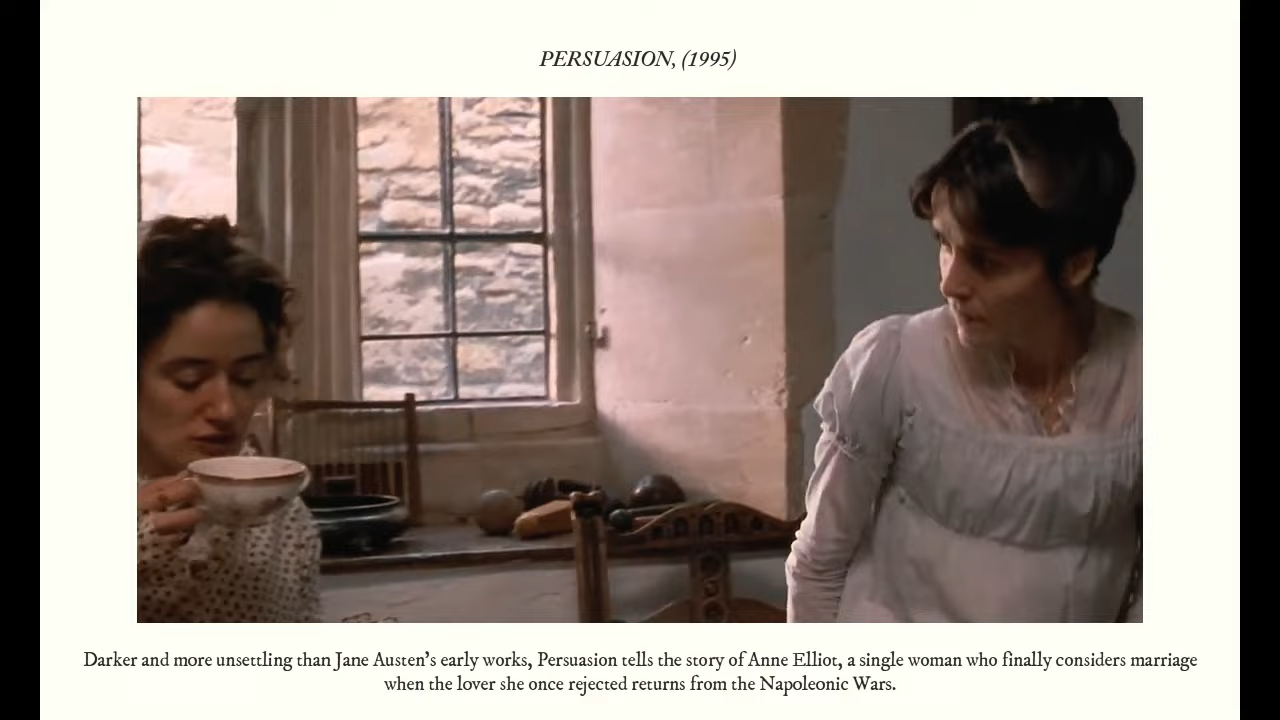 PERSUASION, (1995)
Darker and more unsettling than Jane Austen's early works, Persuasion tells the story of Anne Elliot, a single woman who finally considers marriage
when the lover she once rejected returns from the Napoleonic Wars.